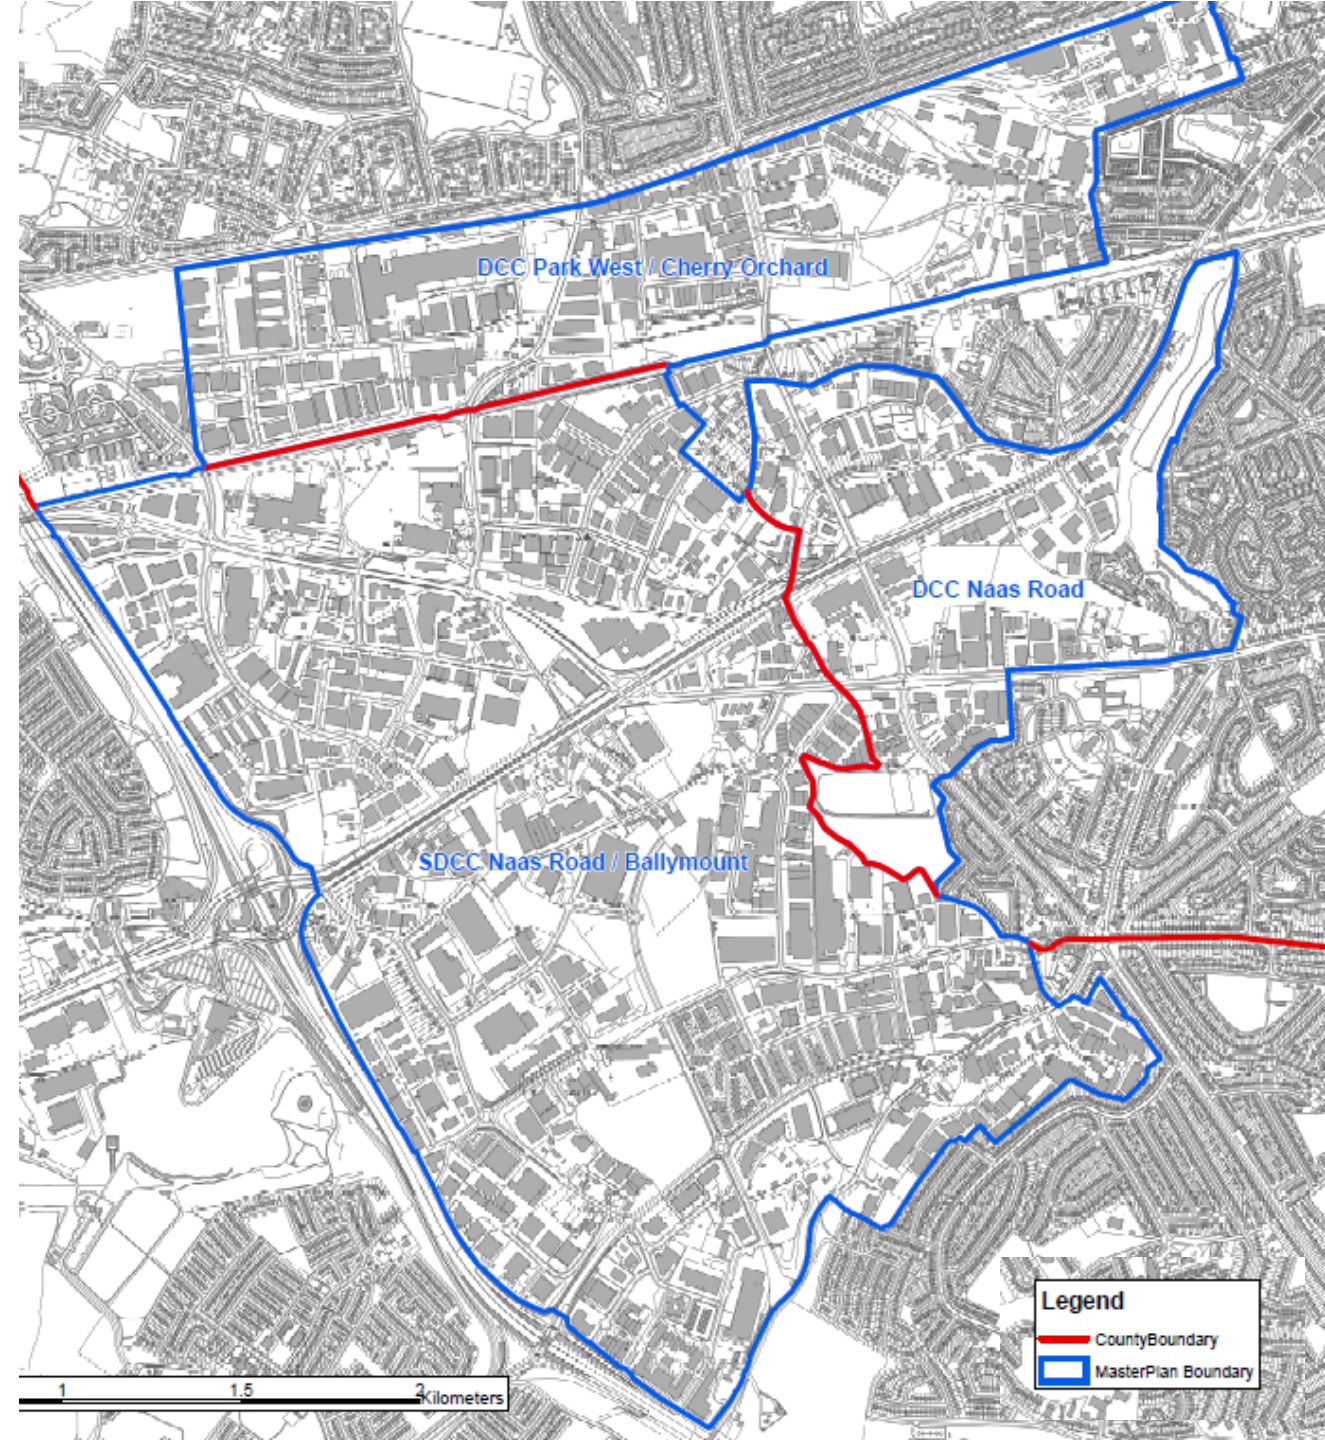 DCC Park West / Cherry Orchard
DCC Naas Road
SDCC Naas Road / Ballymount
Legend
CountyBoundary
MasterPlan Boundary
1 1.5 2 Kilometers